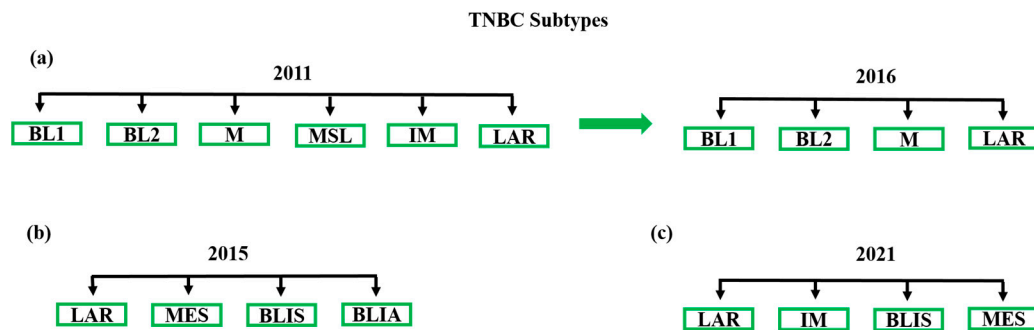 TNBC Subtypes
(a)
2011
BL1 BL2 M MSL IM LAR
2016
BL1 BL2 M LAR
(b)
2015
LAR MES BLIS BLIA
(c)
2021
LAR IM BLIS MES